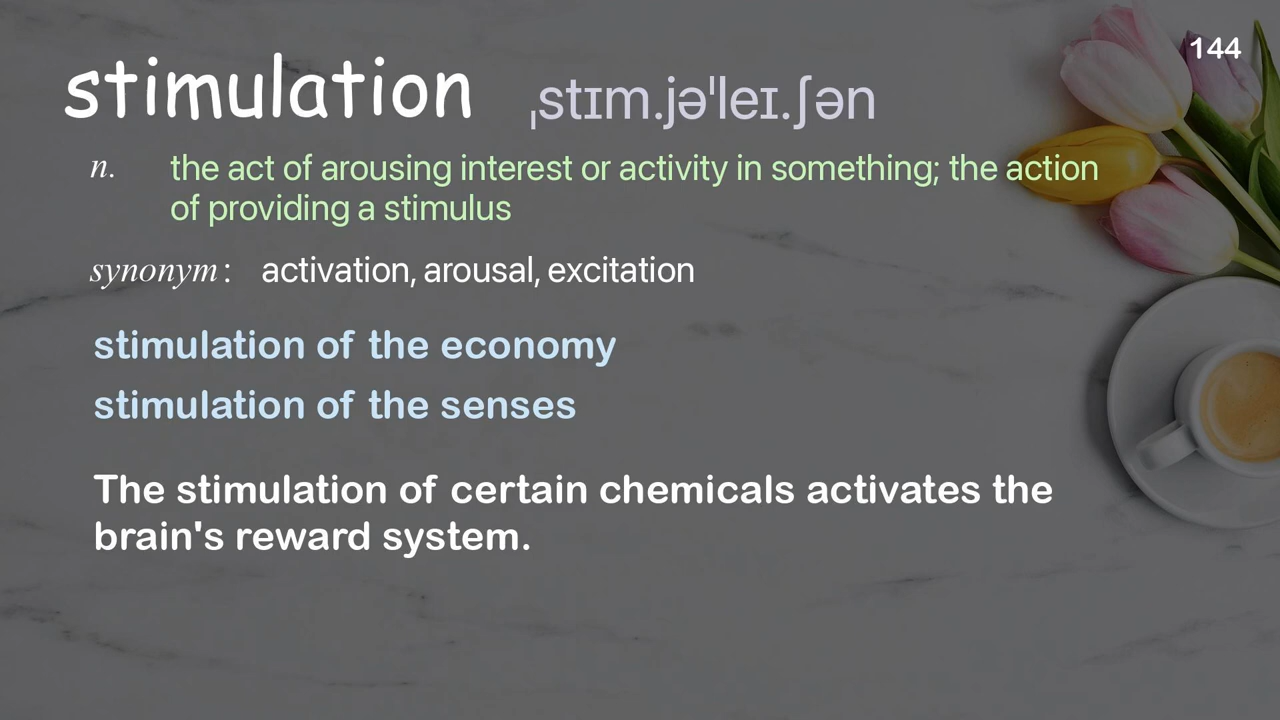 144
stimulation ˌstɪm.jəˈleɪ.ʃən
n. the act of arousing interest or activity in something; the action
of providing a stimulus
synonym: activation, arousal, excitation
stimulation of the economy
stimulation of the senses
The stimulation of certain chemicals activates the
brain's reward system.